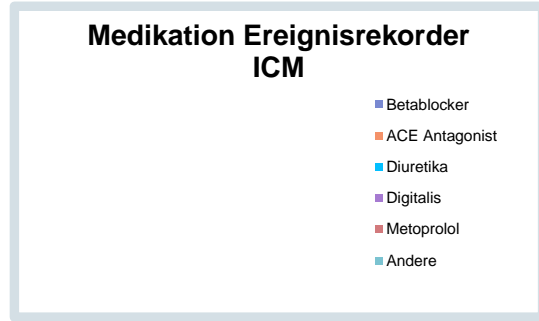 Medikation Ereignisrekorder
ICM
Betablocker
ACE Antagonist
Diuretika
Digitalis
Metoprolol
Andere